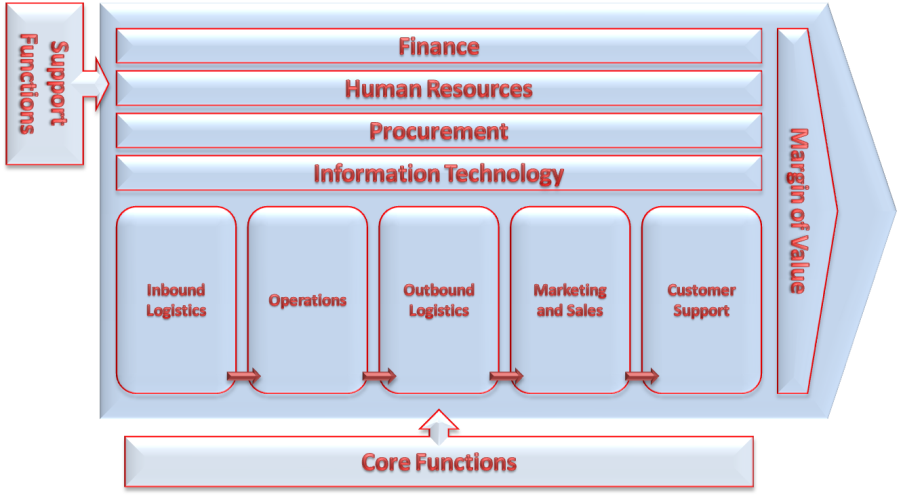 Support
Functions
Finance
Human Resources
Procurement
Information Technology
Inbound
Logistics
Operations
Outbound
Logistics
Marketing
and Sales
Customer
Support
Margin of Value
Core Functions